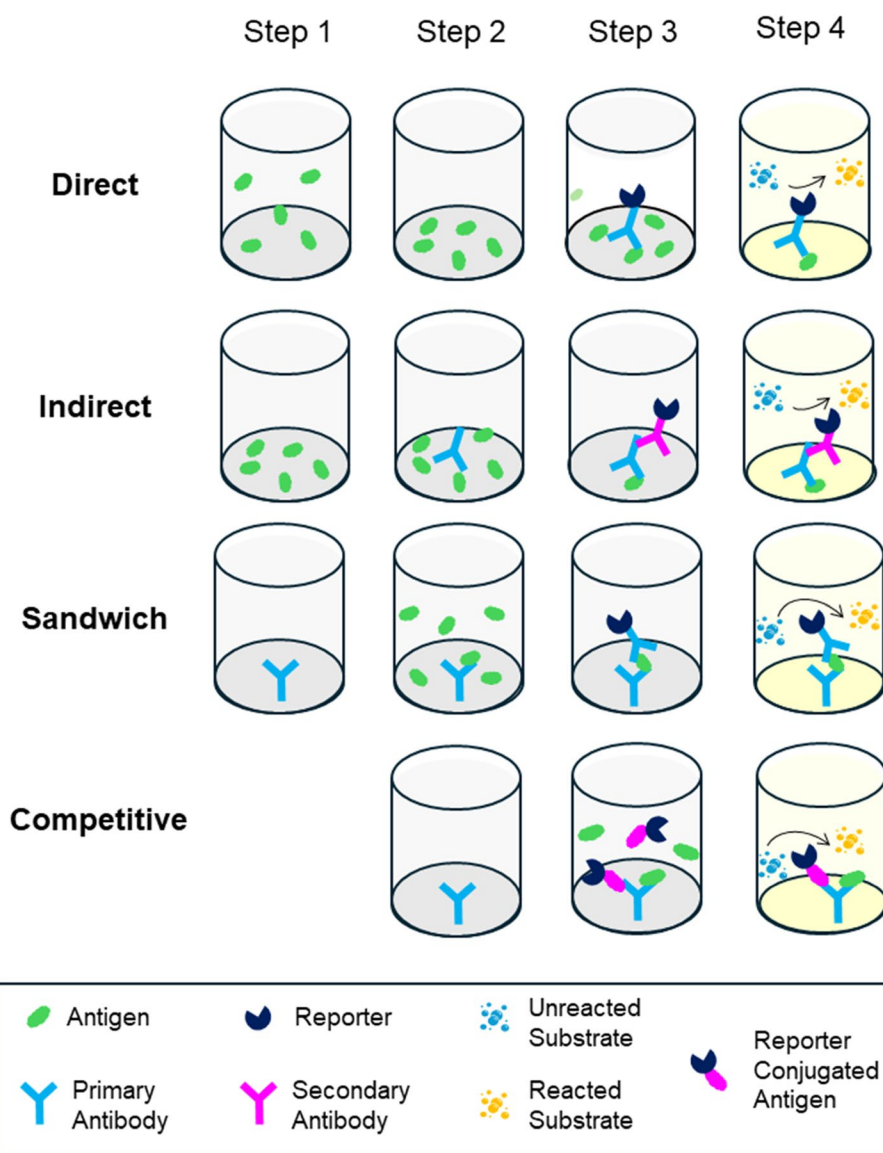 Step 1
Step 2
Step 3
Step 4
Direct
Indirect
Sandwich
Competitive
Antigen
Reporter
Unreacted
Substrate
Reporter
Conjugated
Antigen
Primary
Antibody
Secondary
Antibody
Reacted
Substrate